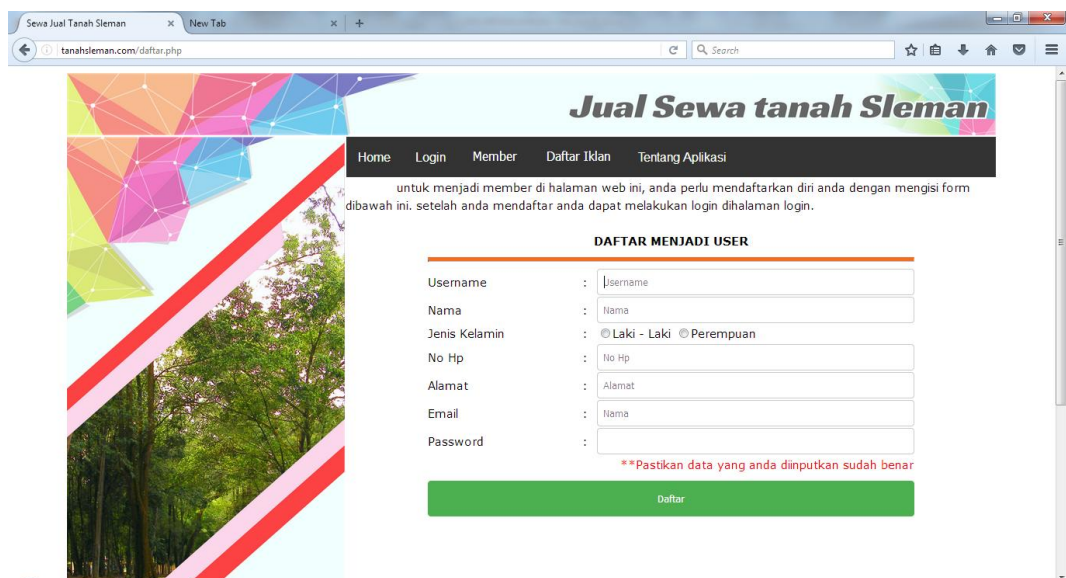 Sewa Jual Tanah Sleman
New Tab
tanahsleman.com/daftar.php
Search
Jual Sewa tanah Sleman
Home Login Member Daftar Iklan Tentang Aplikasi
untuk menjadi member di halaman web ini, anda perlu mendaftarkan diri anda dengan mengisi form
dibawah ini. setelah anda mendaftar anda dapat melakukan login dihalaman login.
DAFTAR MENJADI USER
Username : Username
Nama : Nama
Jenis Kelamin : Laki - Laki Perempuan
No Hp : No Hp
Alamat : Alamat
Email : Nama
Password :
**Pastikan data yang anda diinputkan sudah benar
Daftar